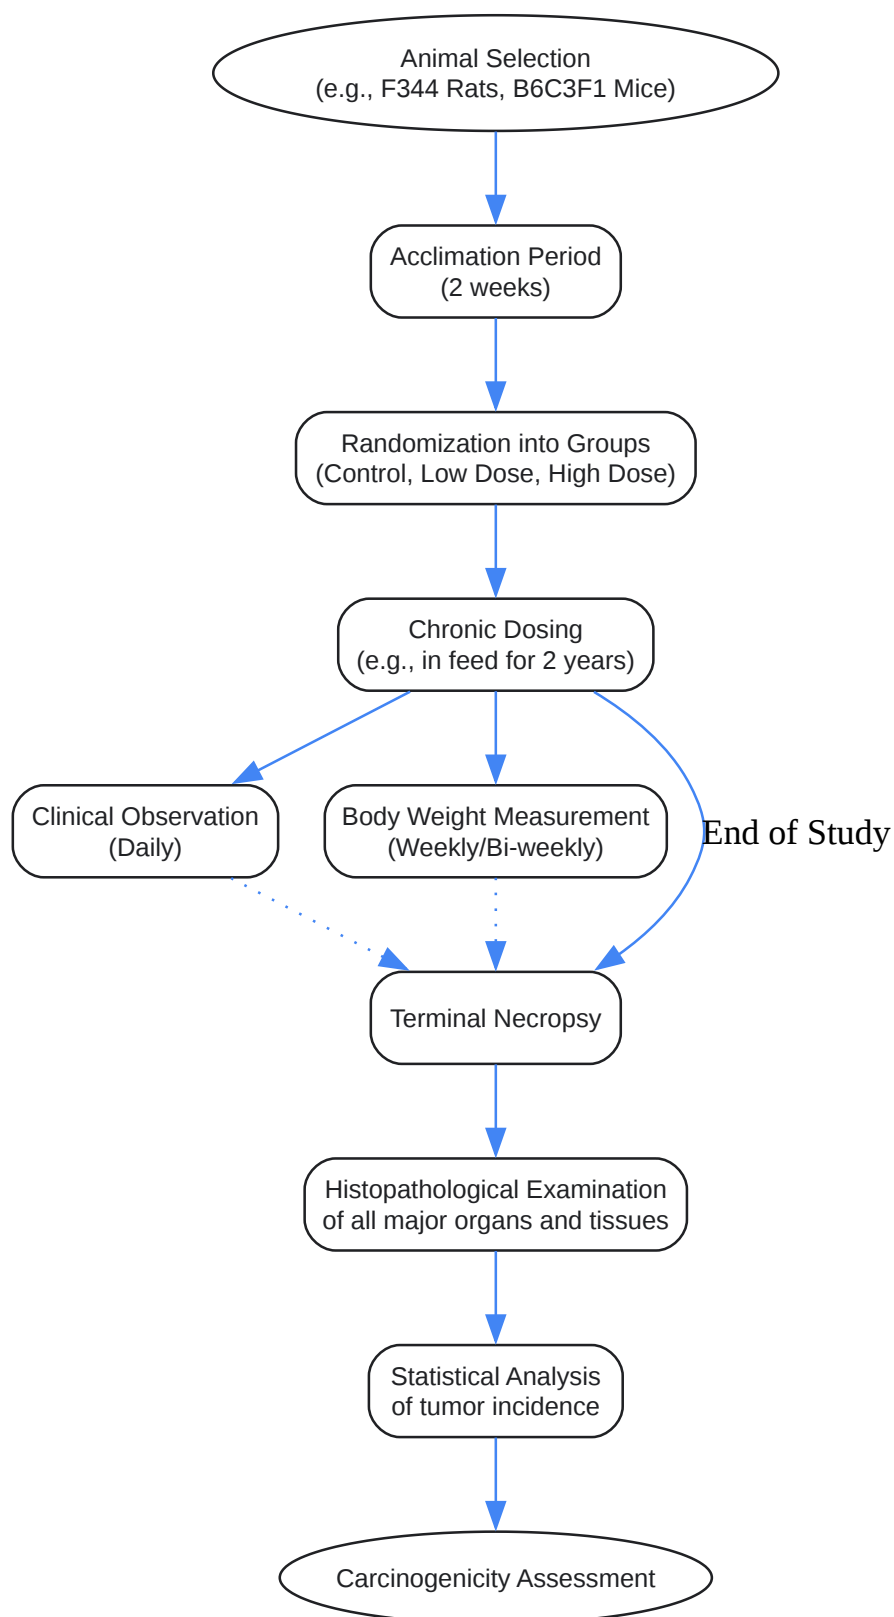 Animal Selection
(e.g., F344 Rats, B6C3F1 Mice)
Acclimation Period
(2 weeks)
Randomization into Groups
(Control, Low Dose, High Dose)
Chronic Dosing
(e.g., in feed for 2 years)
Clinical Observation
(Daily)
Body Weight Measurement
(Weekly/Bi-weekly)
End of Study
Terminal Necropsy
Histopathological Examination
of all major organs and tissues
Statistical Analysis
of tumor incidence
Carcinogenicity Assessment